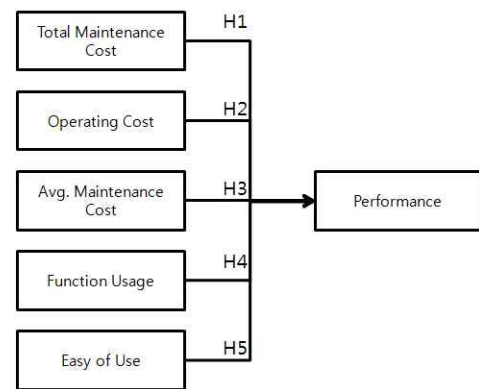 Total Maintenance
Cost
H1
Operating Cost
H2
Avg. Maintenance
Cost
H3
Performance
Function Usage
H4
Easy of Use
H5